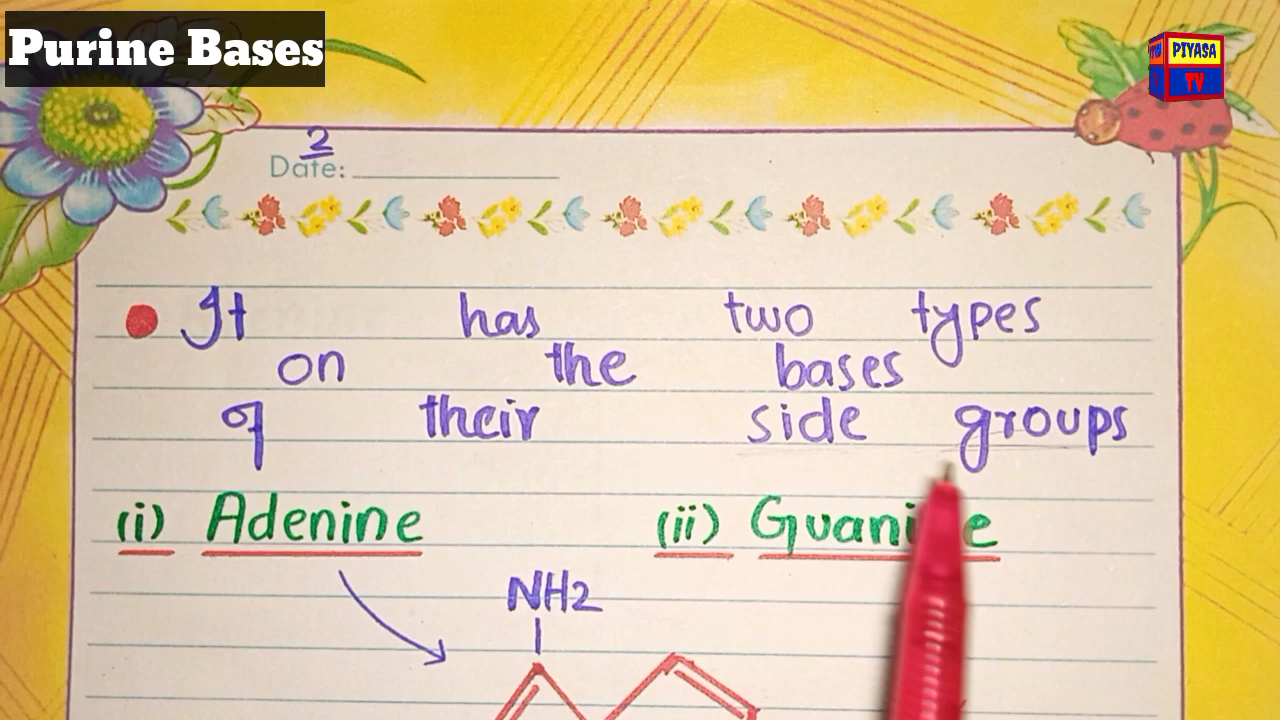 Purine Bases
PIYASA
TV
2
Date:
It has two types
on the bases
of their side groups
(i) Adenine (ii) Guanine
NH2